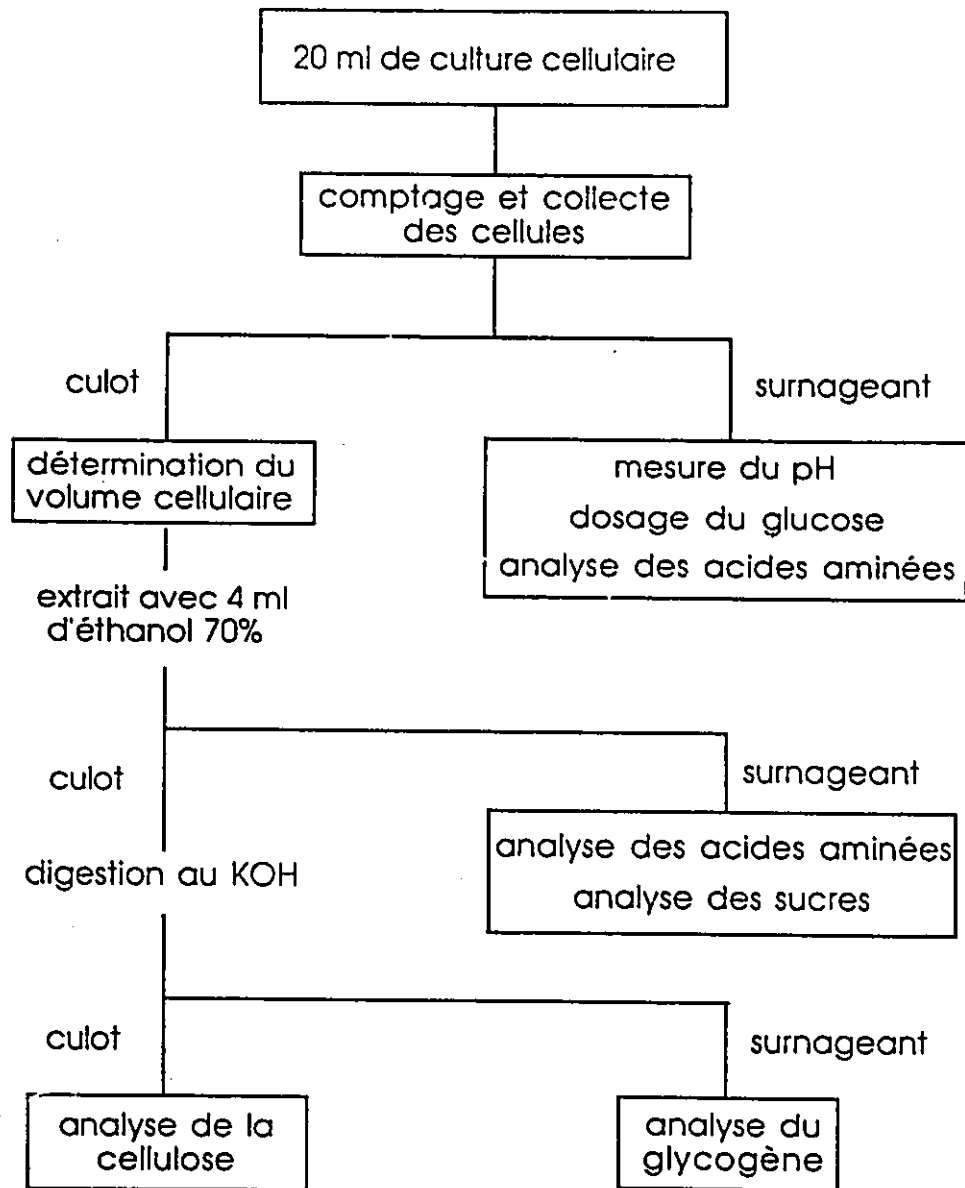 20 ml de culture cellulaire
comptage et collecte
des cellules
culot
surnageant
détermination du
volume cellulaire
mesure du pH
dosage du glucose
analyse des acides aminées
extrait avec 4 ml
d'éthanol 70%
culot
surnageant
analyse des acides aminées
analyse des sucres
digestion au KOH
culot
surnageant
analyse de la
cellulose
analyse du
glycogène